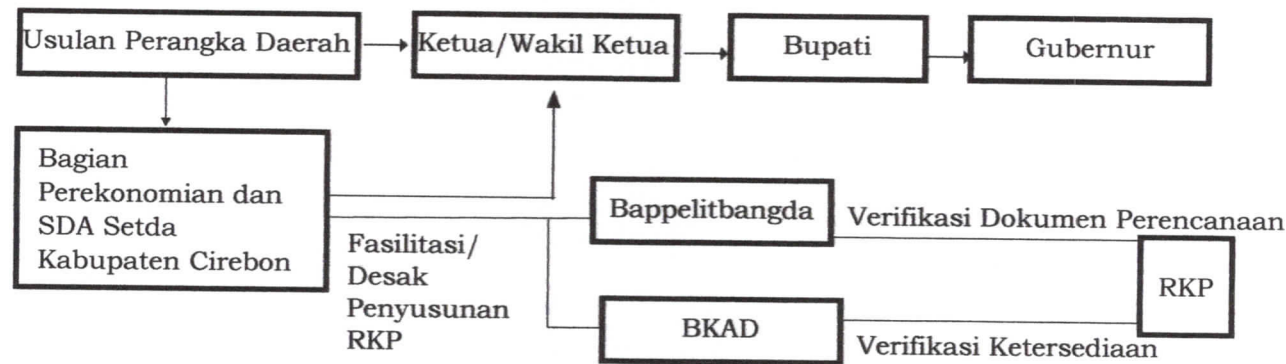 Usulan Perangka Daerah
Ketua/Wakil Ketua
Bupati
Gubernur
Bagian
Perekonomian dan
SDA Setda
Kabupaten Cirebon
Fasilitasi/
Desak
Penyusunan
RKP
Bappelitbangda
Verifikasi Dokumen Perencanaan
RKP
BKAD
Verifikasi Ketersediaan